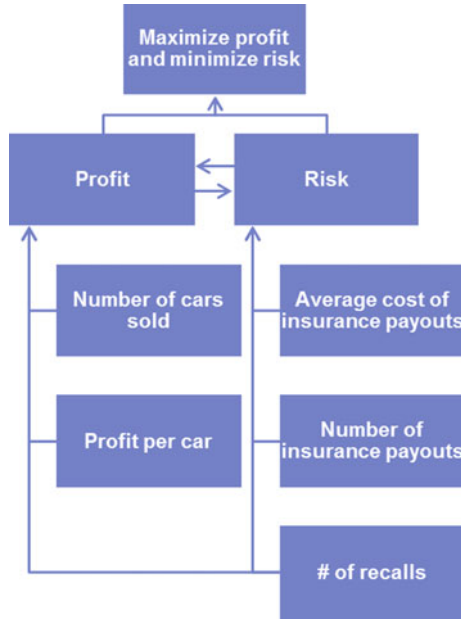 Maximize profit
and minimize risk
Profit
Risk
Number of cars
sold
Average cost of
insurance payouts
Profit per car
Number of
insurance payouts
# of recalls